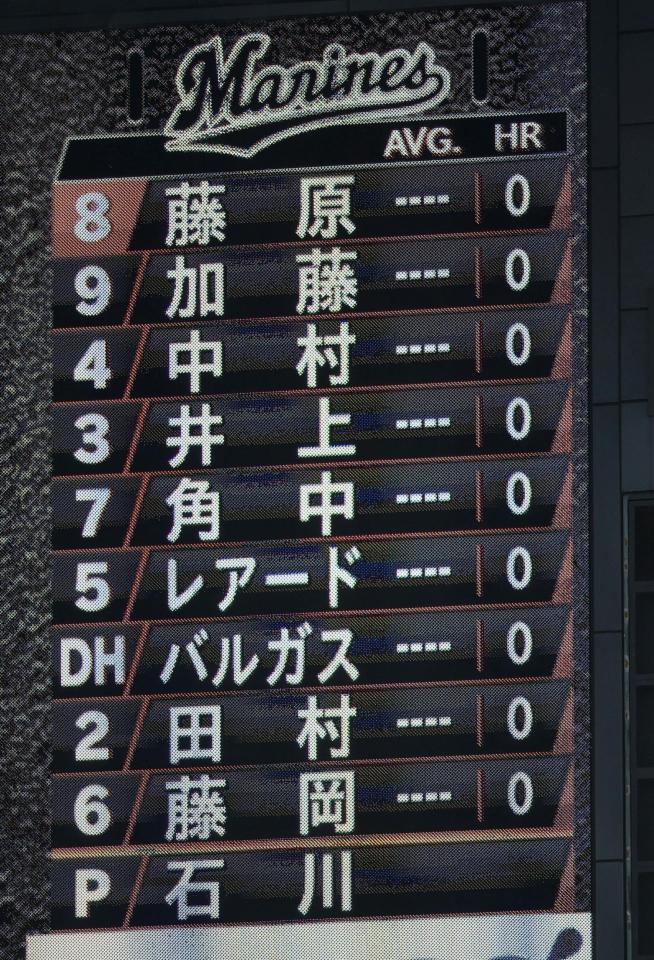 Marines
AVG. HR
8 藤原 ---- 0
9 加藤 ---- 0
4 中村 ---- 0
3 井上 ---- 0
7 角中 ---- 0
5 レアード ---- 0
DH バルガス ---- 0
2 田村 ---- 0
6 藤岡 ---- 0
P 石川